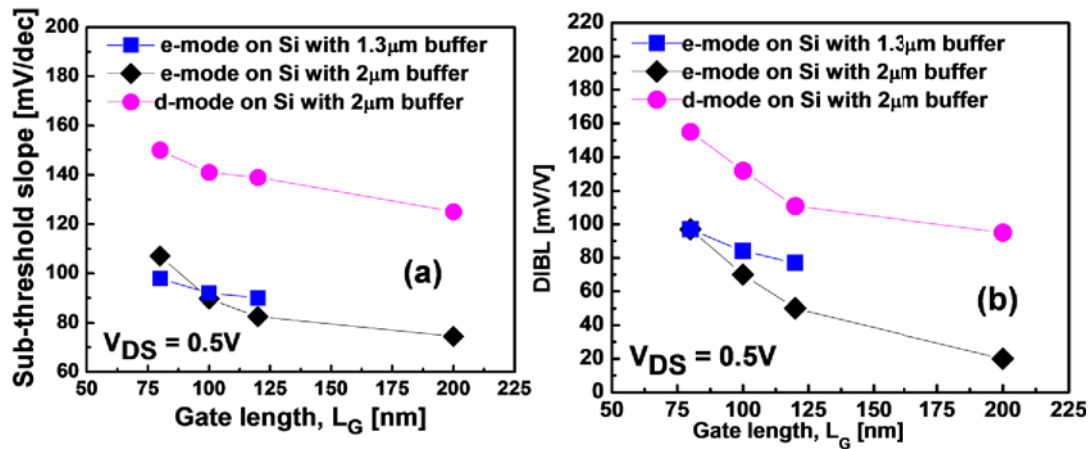 Sub-threshold slope [mV/dec]
200
180
160
140
120
100
80
60
e-mode on Si with 1.3µm buffer
e-mode on Si with 2µm buffer
d-mode on Si with 2µm buffer
(a)
VDS = 0.5V
50 75 100 125 150 175 200 225
Gate length, LG [nm]
DIBL [mV/V]
220
200
180
160
140
120
100
80
60
40
20
0
e-mode on Si with 1.3µm buffer
e-mode on Si with 2µm buffer
d-mode on Si with 2µm buffer
(b)
VDS = 0.5V
50 75 100 125 150 175 200 225
Gate length, LG [nm]